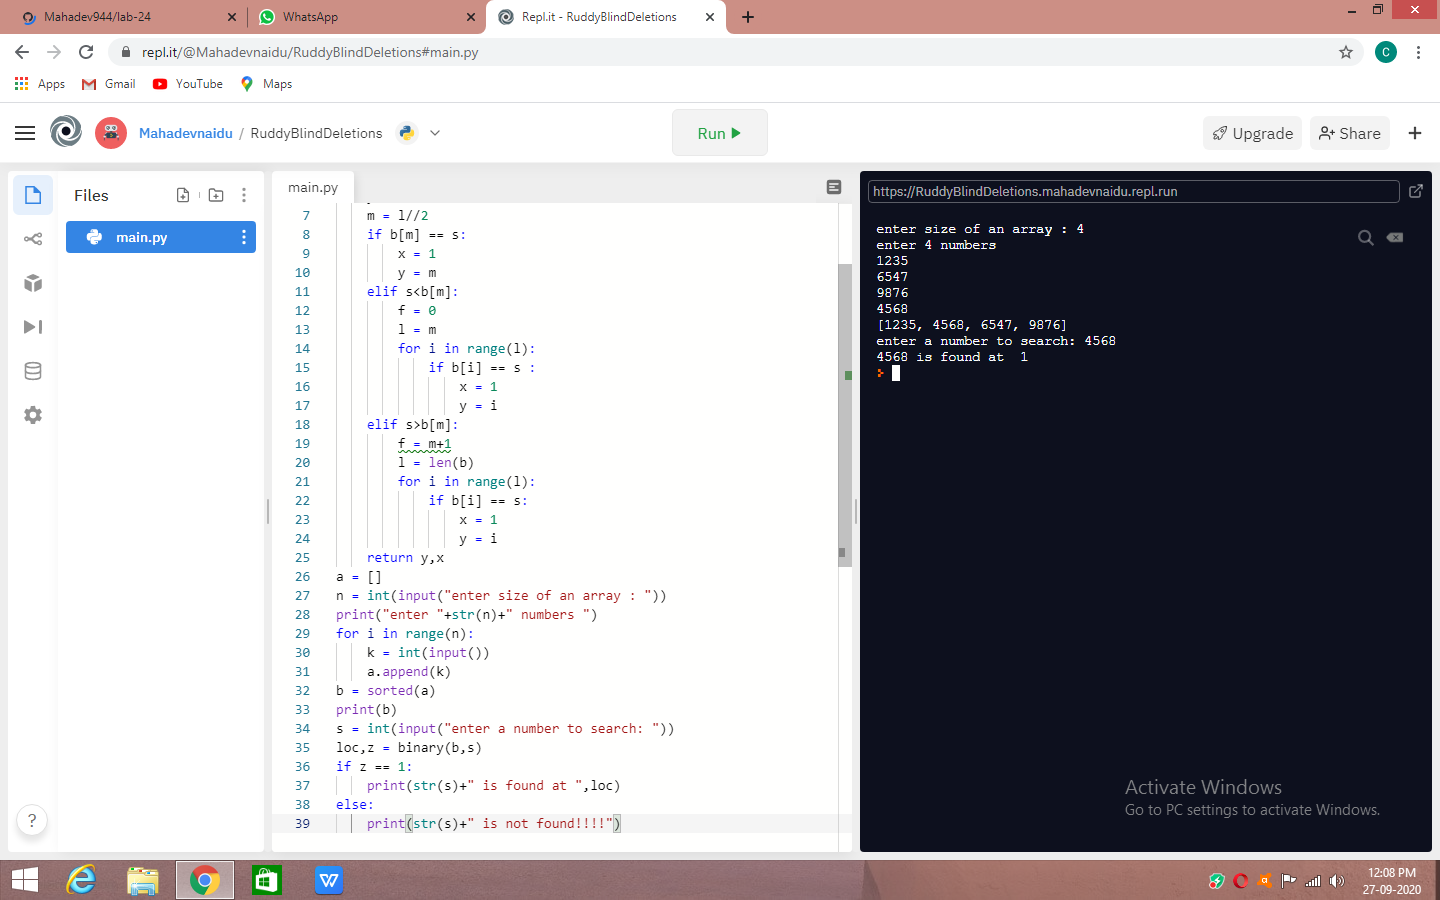 Mahadev944/lab-24
WhatsApp
Repl.it - RuddyBlindDeletions
repl.it/@Mahadevnaidu/RuddyBlindDeletions#main.py
C
Apps
Gmail
YouTube
Maps
Mahadevnaidu / RuddyBlindDeletions
Run
Upgrade
Share
Files
main.py
main.py
7 m = l//2
8 if b[m] == s:
9 x = 1
10 y = m
11 elif s<b[m]:
12 f = 0
13 l = m
14 for i in range(l):
15 if b[i] == s :
16 x = 1
17 y = i
18 elif s>b[m]:
19 f = m+1
20 l = len(b)
21 for i in range(l):
22 if b[i] == s:
23 x = 1
24 y = i
25 return y,x
26 a = []
27 n = int(input("enter size of an array : "))
28 print("enter "+str(n)+" numbers ")
29 for i in range(n):
30 k = int(input())
31 a.append(k)
32 b = sorted(a)
33 print(b)
34 s = int(input("enter a number to search: "))
35 loc,z = binary(b,s)
36 if z == 1:
37 print(str(s)+" is found at ",loc)
38 else:
39 print(str(s)+" is not found!!!!")
?
https://RuddyBlindDeletions.mahadevnaidu.repl.run
enter size of an array : 4
enter 4 numbers
1235
6547
9876
4568
[1235, 4568, 6547, 9876]
enter a number to search: 4568
4568 is found at  1
Activate Windows
Go to PC settings to activate Windows.
12:08 PM
27-09-2020